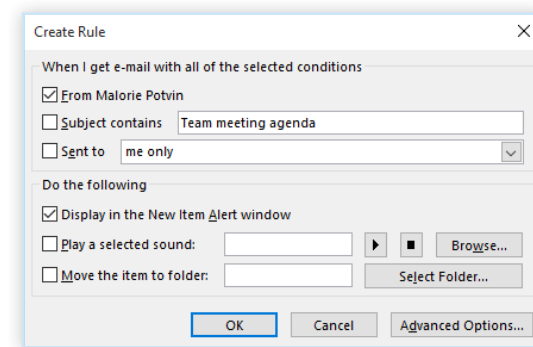 Create Rule
When I get e-mail with all of the selected conditions
From Malorie Potvin
Subject contains Team meeting agenda
Sent to me only
Do the following
Display in the New Item Alert window
Play a selected sound: Browse...
Move the item to folder: Select Folder...
OK Cancel Advanced Options...